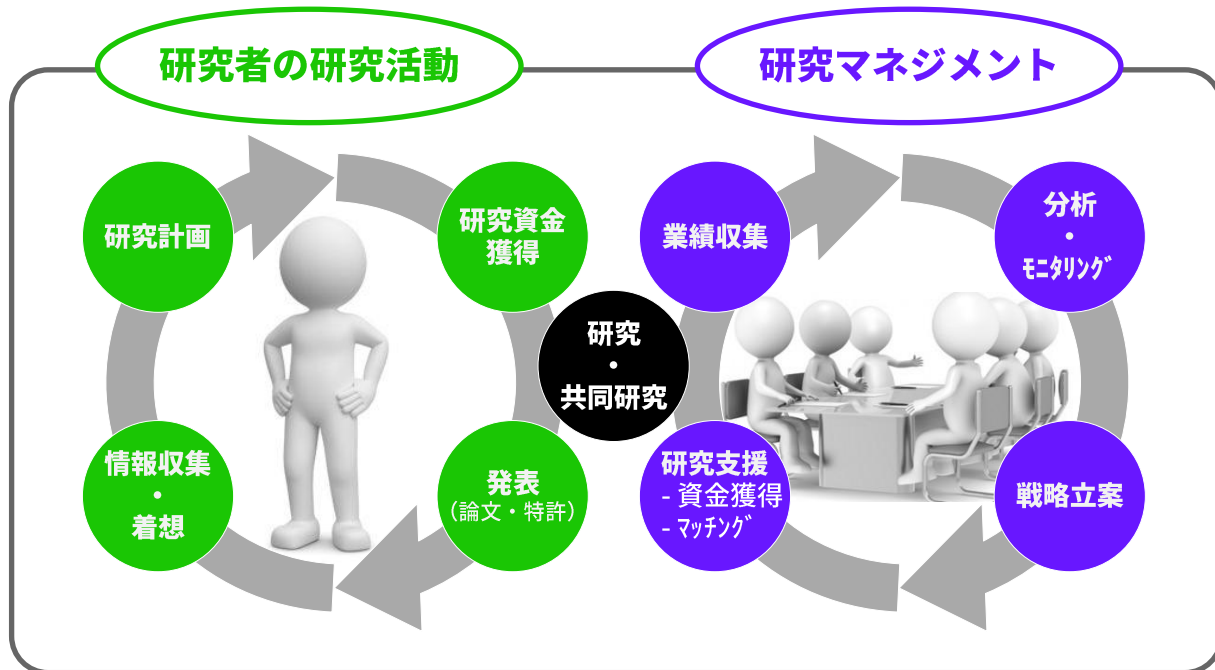 研究者の研究活動
研究マネジメント
研究計画
研究資金
獲得
発表
（論文・特許）
情報収集
・
着想
研究
・
共同研究
業績収集
分析
・
ﾓﾆﾀﾘﾝｸﾞ
戦略立案
研究支援
- 資金獲得
- ﾏｯﾁﾝｸﾞ